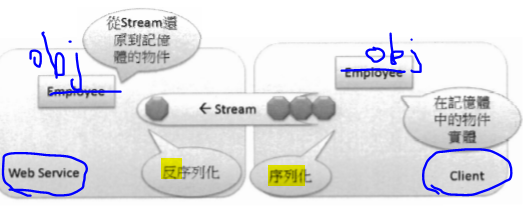 從Stream還
原到記憶
體的物件
obj
Employee
← Stream
反序列化
Web Service
obj
Employee
在記憶體
中的物件
實體
序列化
Client